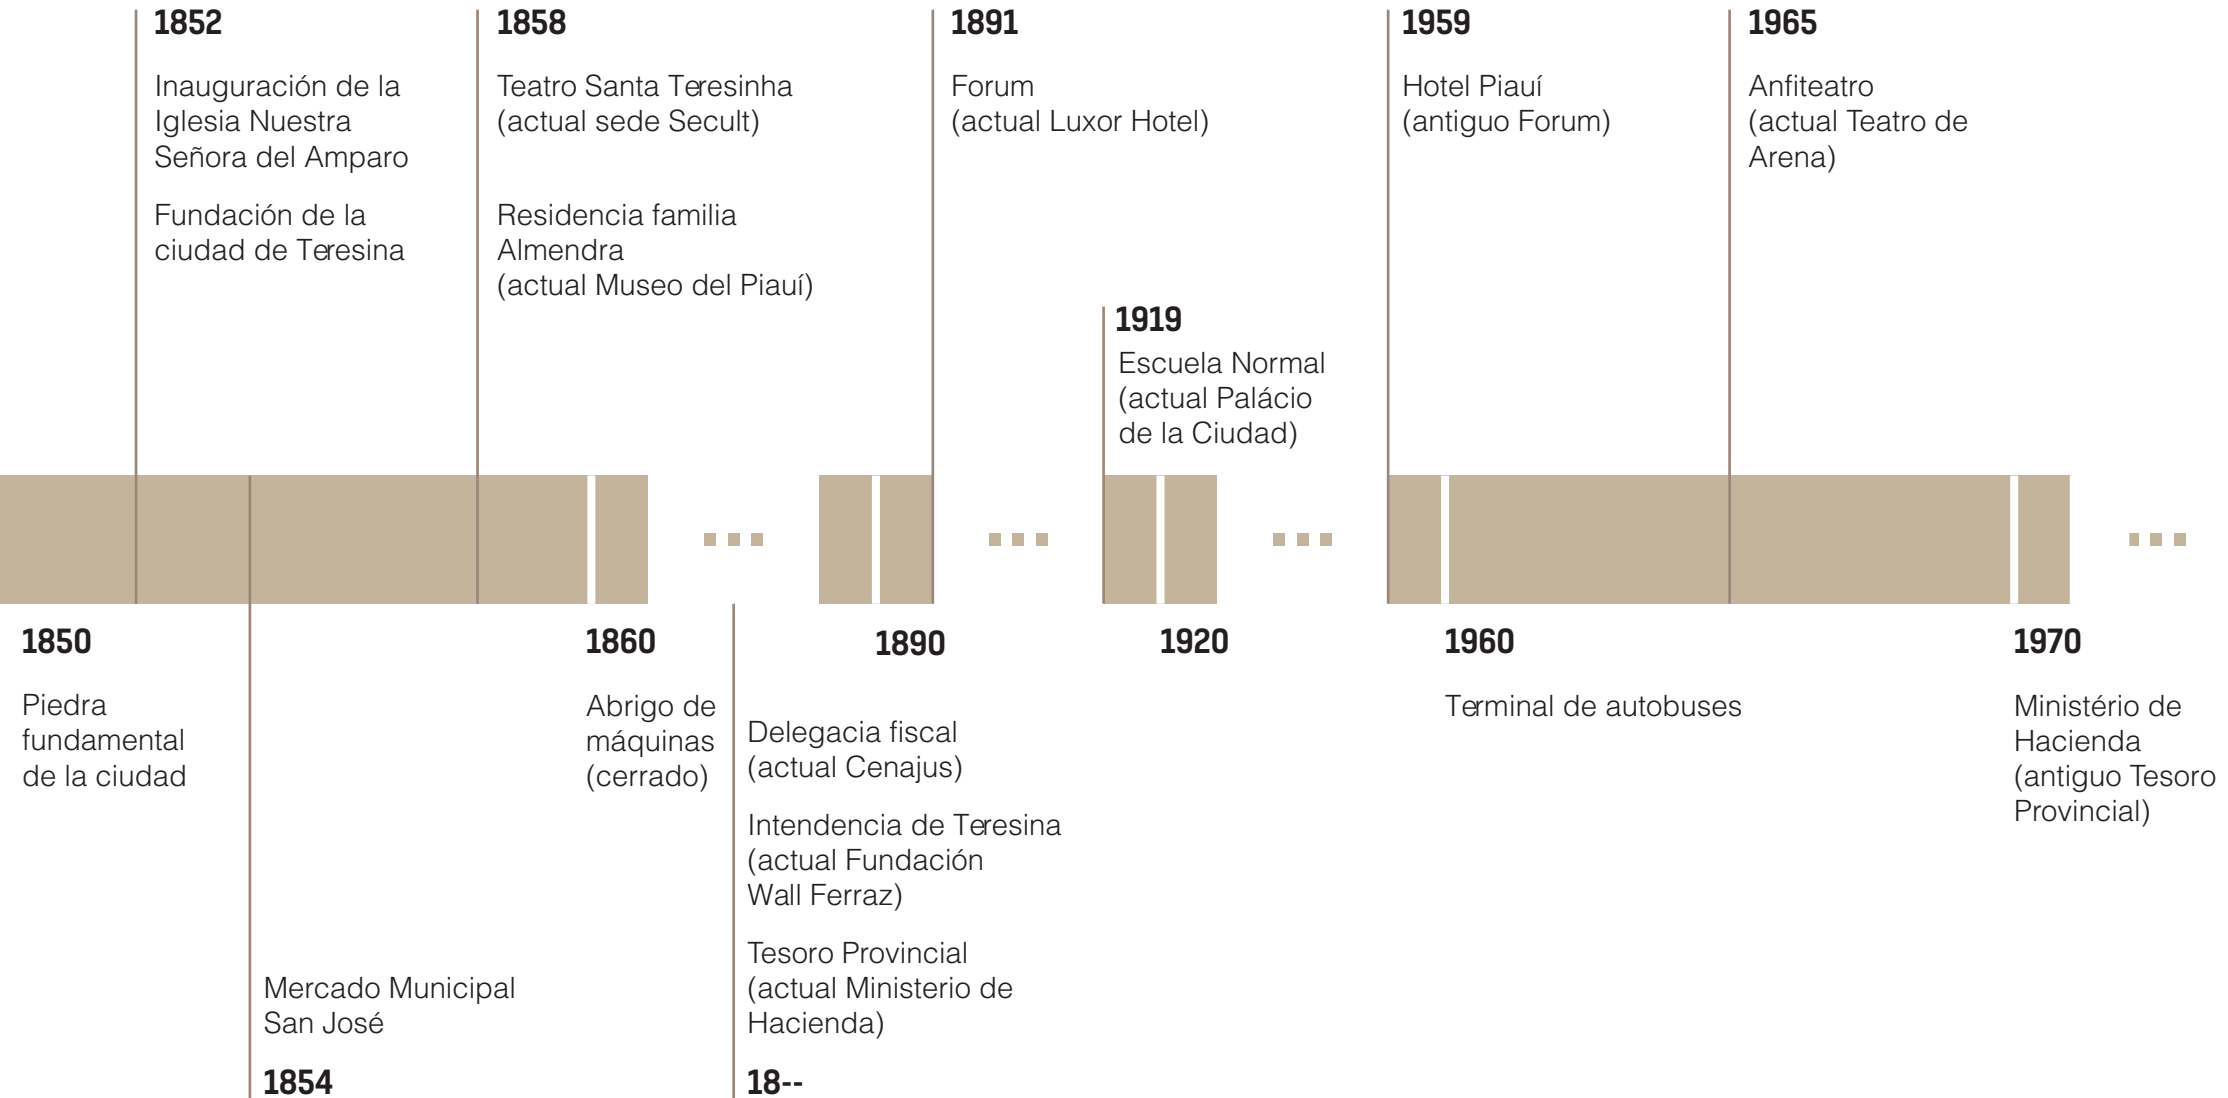 1852
Inauguración de la
Iglesia Nuestra
Señora del Amparo
Fundación de la
ciudad de Teresina
1858
Teatro Santa Teresinha
(actual sede Secult)
Residencia familia
Almendra
(actual Museo del Piauí)
1891
Forum
(actual Luxor Hotel)
1919
Escuela Normal
(actual Palácio
de la Ciudad)
1959
Hotel Piauí
(antiguo Forum)
1965
Anfiteatro
(actual Teatro de
Arena)
1850
Piedra
fundamental
de la ciudad
Mercado Municipal
San José
1854
1860
Abrigo de
máquinas
(cerrado)
Delegacia fiscal
(actual Cenajus)
Intendencia de Teresina
(actual Fundación
Wall Ferraz)
Tesoro Provincial
(actual Ministerio de
Hacienda)
18--
1890
1920
1960
Terminal de autobuses
1970
Ministério de
Hacienda
(antiguo Tesoro
Provincial)